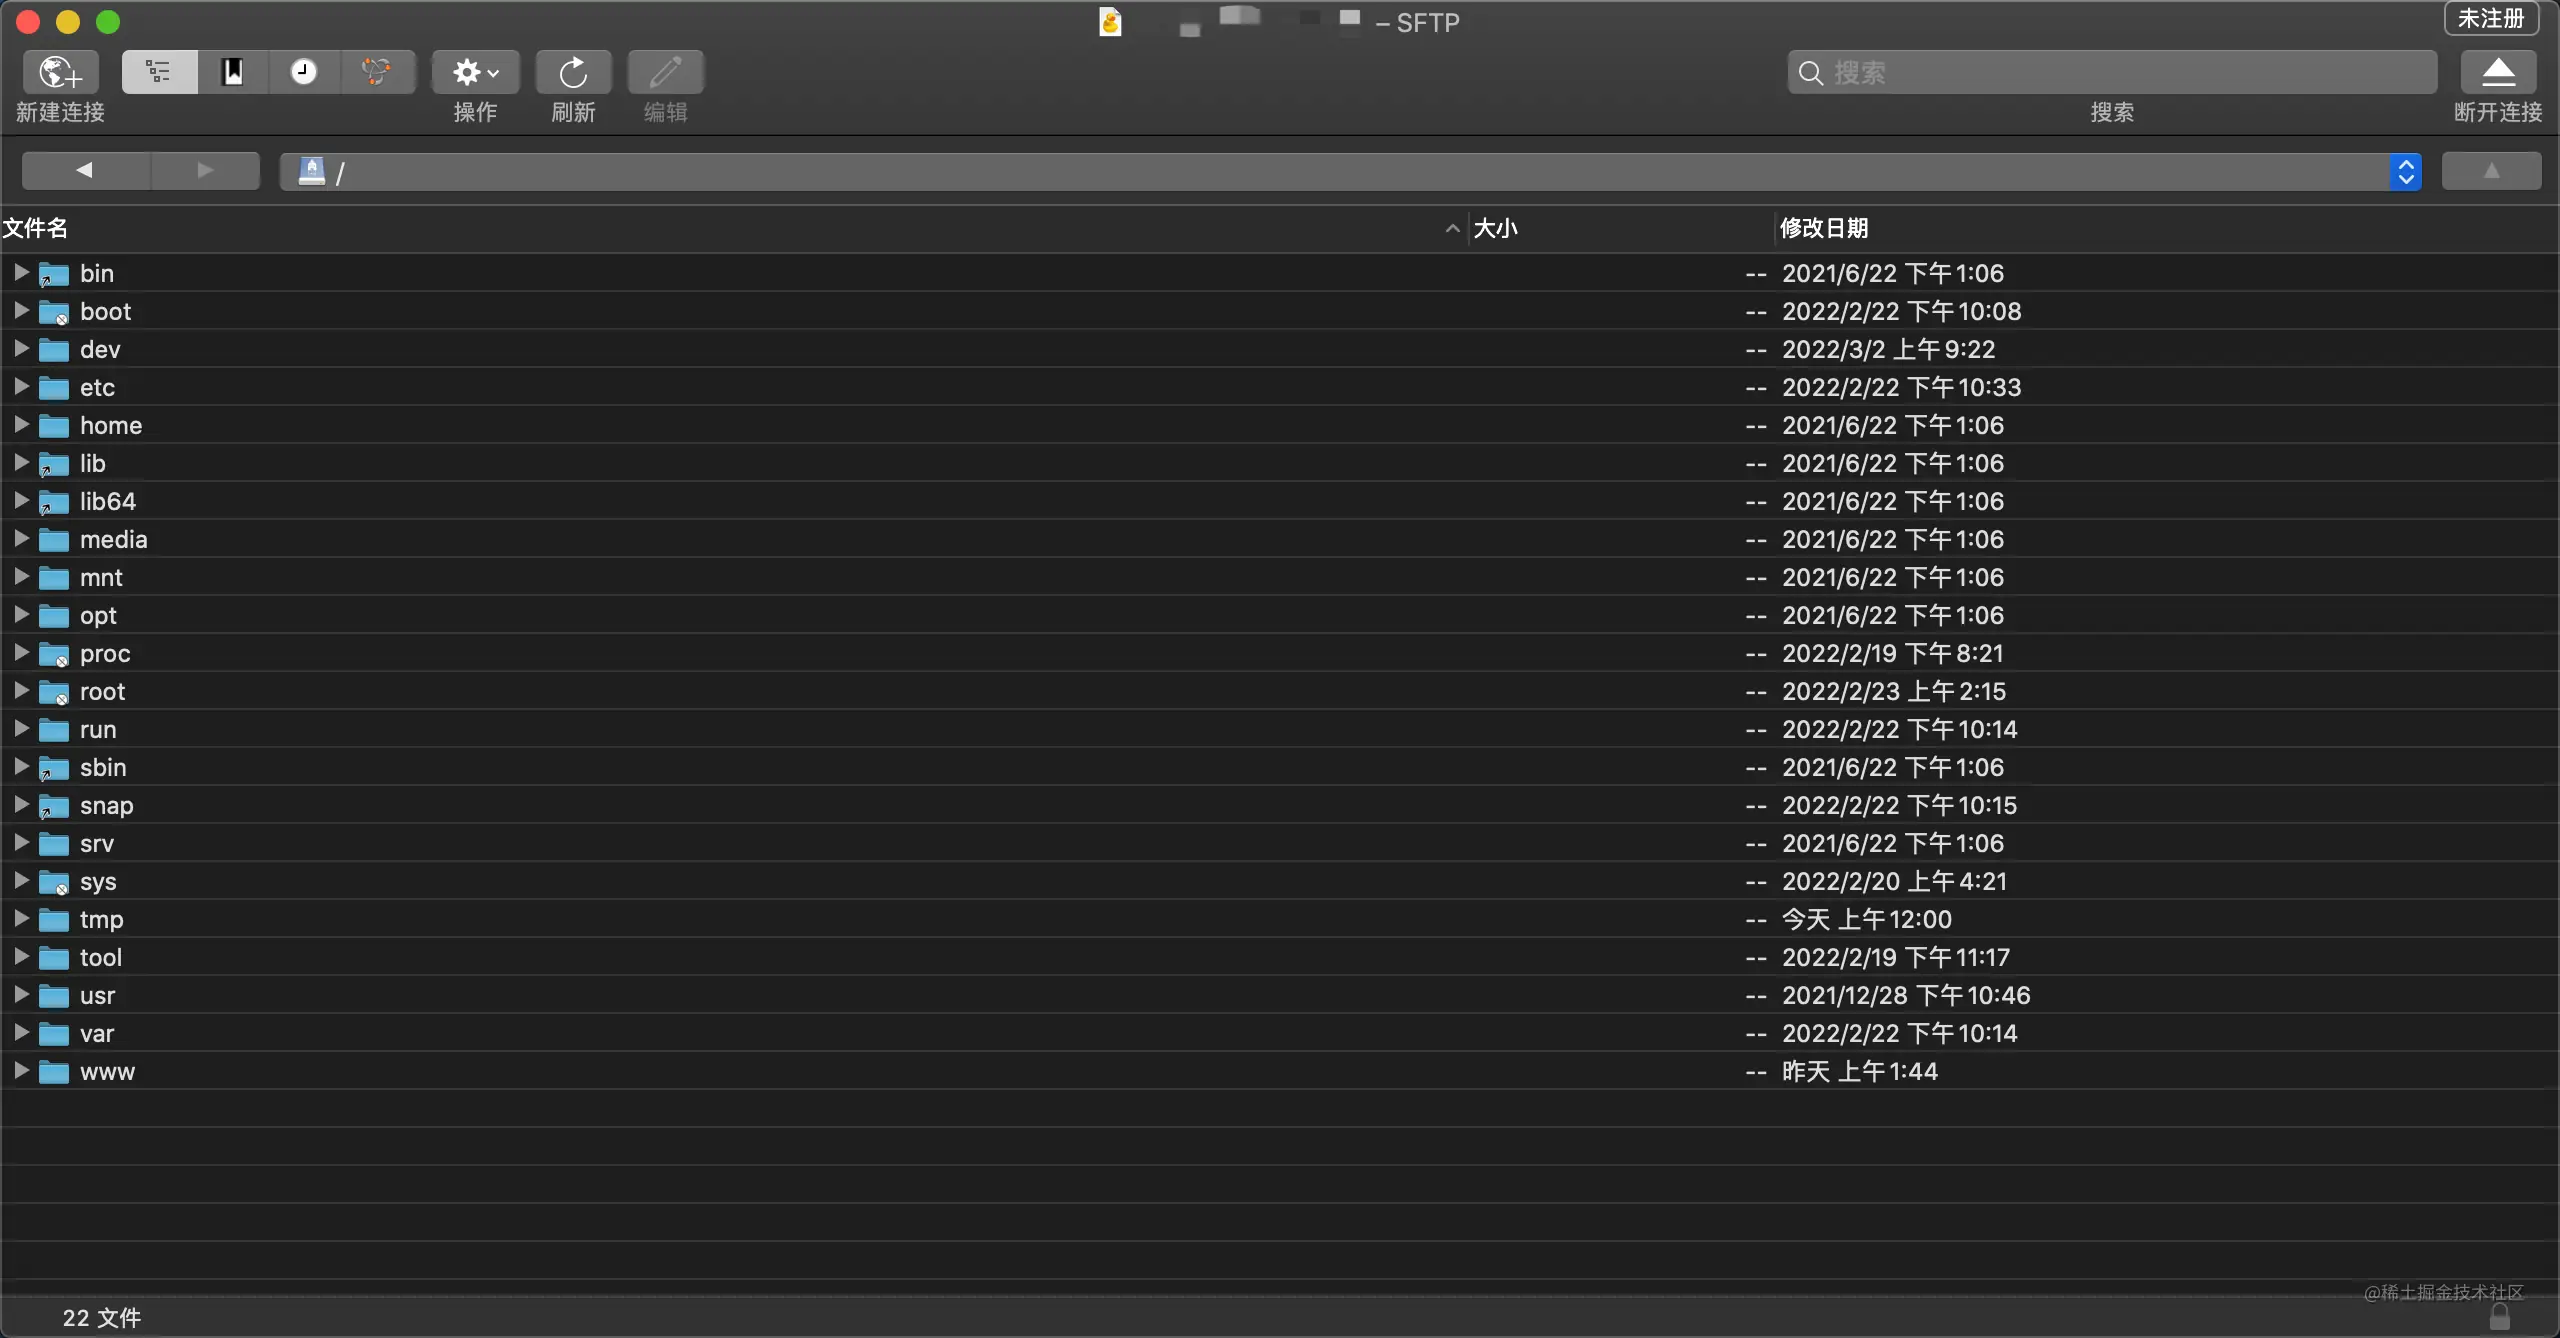 – SFTP
未注册
新建连接
操作
刷新
编辑
搜索
搜索
断开连接
/
文件名 大小 修改日期
bin -- 2021/6/22 下午1:06
boot -- 2022/2/22 下午10:08
dev -- 2022/3/2 上午9:22
etc -- 2022/2/22 下午10:33
home -- 2021/6/22 下午1:06
lib -- 2021/6/22 下午1:06
lib64 -- 2021/6/22 下午1:06
media -- 2021/6/22 下午1:06
mnt -- 2021/6/22 下午1:06
opt -- 2021/6/22 下午1:06
proc -- 2022/2/19 下午8:21
root -- 2022/2/23 上午2:15
run -- 2022/2/22 下午10:14
sbin -- 2021/6/22 下午1:06
snap -- 2022/2/22 下午10:15
srv -- 2021/6/22 下午1:06
sys -- 2022/2/20 上午4:21
tmp -- 今天 上午12:00
tool -- 2022/2/19 下午11:17
usr -- 2021/12/28 下午10:46
var -- 2022/2/22 下午10:14
www -- 昨天 上午1:44
@稀土掘金技术社区
22 文件